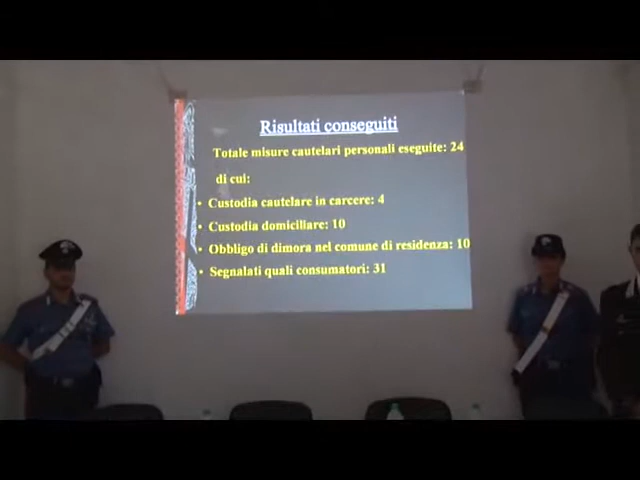 Risultati conseguiti
Totale misure cautelari personali eseguite: 24
di cui:
• Custodia cautelare in carcere: 4
• Custodia domiciliare: 10
• Obbligo di dimora nel comune di residenza: 10
• Segnalati quali consumatori: 31